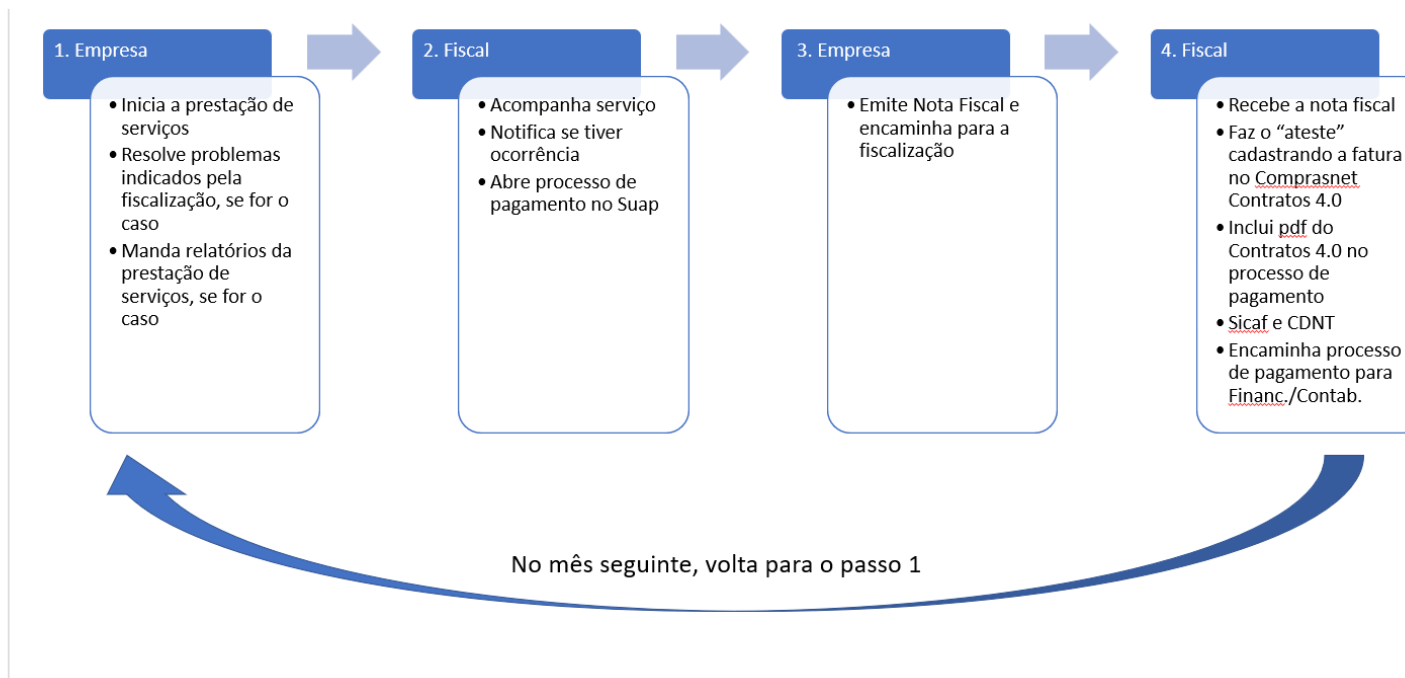 1. Empresa
• Inicia a prestação de
serviços
• Resolve problemas
indicados pela
fiscalização, se for o
caso
• Manda relatórios da
prestação de
serviços, se for o
caso
2. Fiscal
• Acompanha serviço
• Notifica se tiver
ocorrência
• Abre processo de
pagamento no Suap
3. Empresa
• Emite Nota Fiscal e
encaminha para a
fiscalização
4. Fiscal
• Recebe a nota fiscal
• Faz o “ateste”
cadastrando a fatura
no Comprasnet
Contratos 4.0
• Inclui pdf do
Contratos 4.0 no
processo de
pagamento
• Sicaf e CDNT
• Encaminha processo
de pagamento para
Financ./Contab.
No mês seguinte, volta para o passo 1